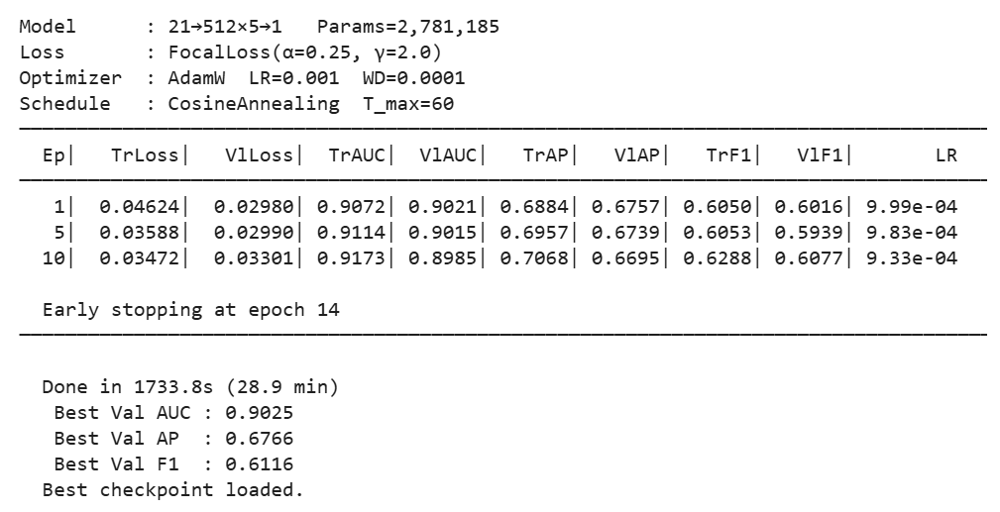 Model      : 21→512×5→1   Params=2,781,185
Loss       : FocalLoss(α=0.25, γ=2.0)
Optimizer  : AdamW  LR=0.001  WD=0.0001
Schedule   : CosineAnnealing  T_max=60
Ep|   TrLoss|   VlLoss|  TrAUC|  VlAUC|   TrAP|   VlAP|   TrF1|   VlF1|       LR
1|  0.04624|  0.02980| 0.9072| 0.9021| 0.6884| 0.6757| 0.6050| 0.6016| 9.99e-04
5|  0.03588|  0.02990| 0.9114| 0.9015| 0.6957| 0.6739| 0.6053| 0.5939| 9.83e-04
10|  0.03472|  0.03301| 0.9173| 0.8985| 0.7068| 0.6695| 0.6288| 0.6077| 9.33e-04
Early stopping at epoch 14
Done in 1733.8s (28.9 min)
Best Val AUC : 0.9025
Best Val AP  : 0.6766
Best Val F1  : 0.6116
Best checkpoint loaded.